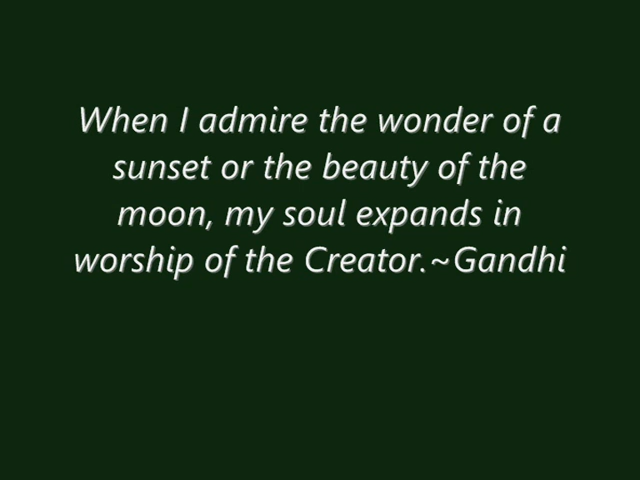 When I admire the wonder of a
sunset or the beauty of the
moon, my soul expands in
worship of the Creator.~Gandhi